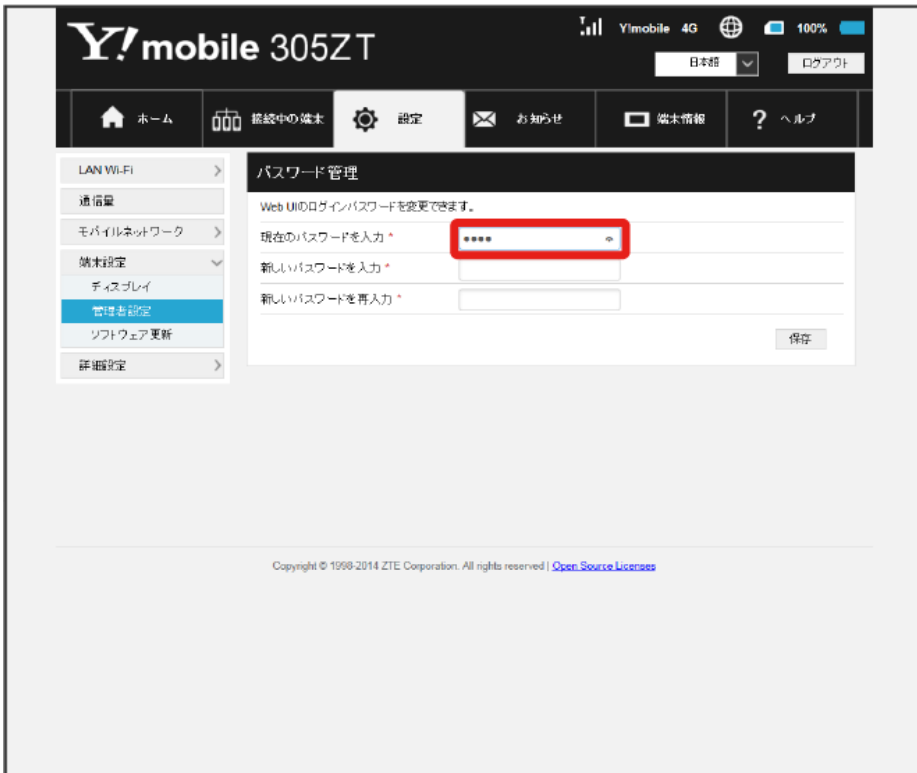 Y! mobile 305ZT
Y!mobile 4G 100%
日本語 ログアウト
ホーム 接続中の端末 設定 お知らせ 端末情報 ? ヘルプ
LAN Wi-Fi
通信量
モバイルネットワーク
端末設定
ディスプレイ
管理者設定
ソフトウェア更新
詳細設定
パスワード管理
Web UIのログインパスワードを変更できます。
現在のパスワードを入力 * ••••
新しいパスワードを入力 *
新しいパスワードを再入力 *
保存
Copyright © 1998-2014 ZTE Corporation. All rights reserved | Open Source Licenses